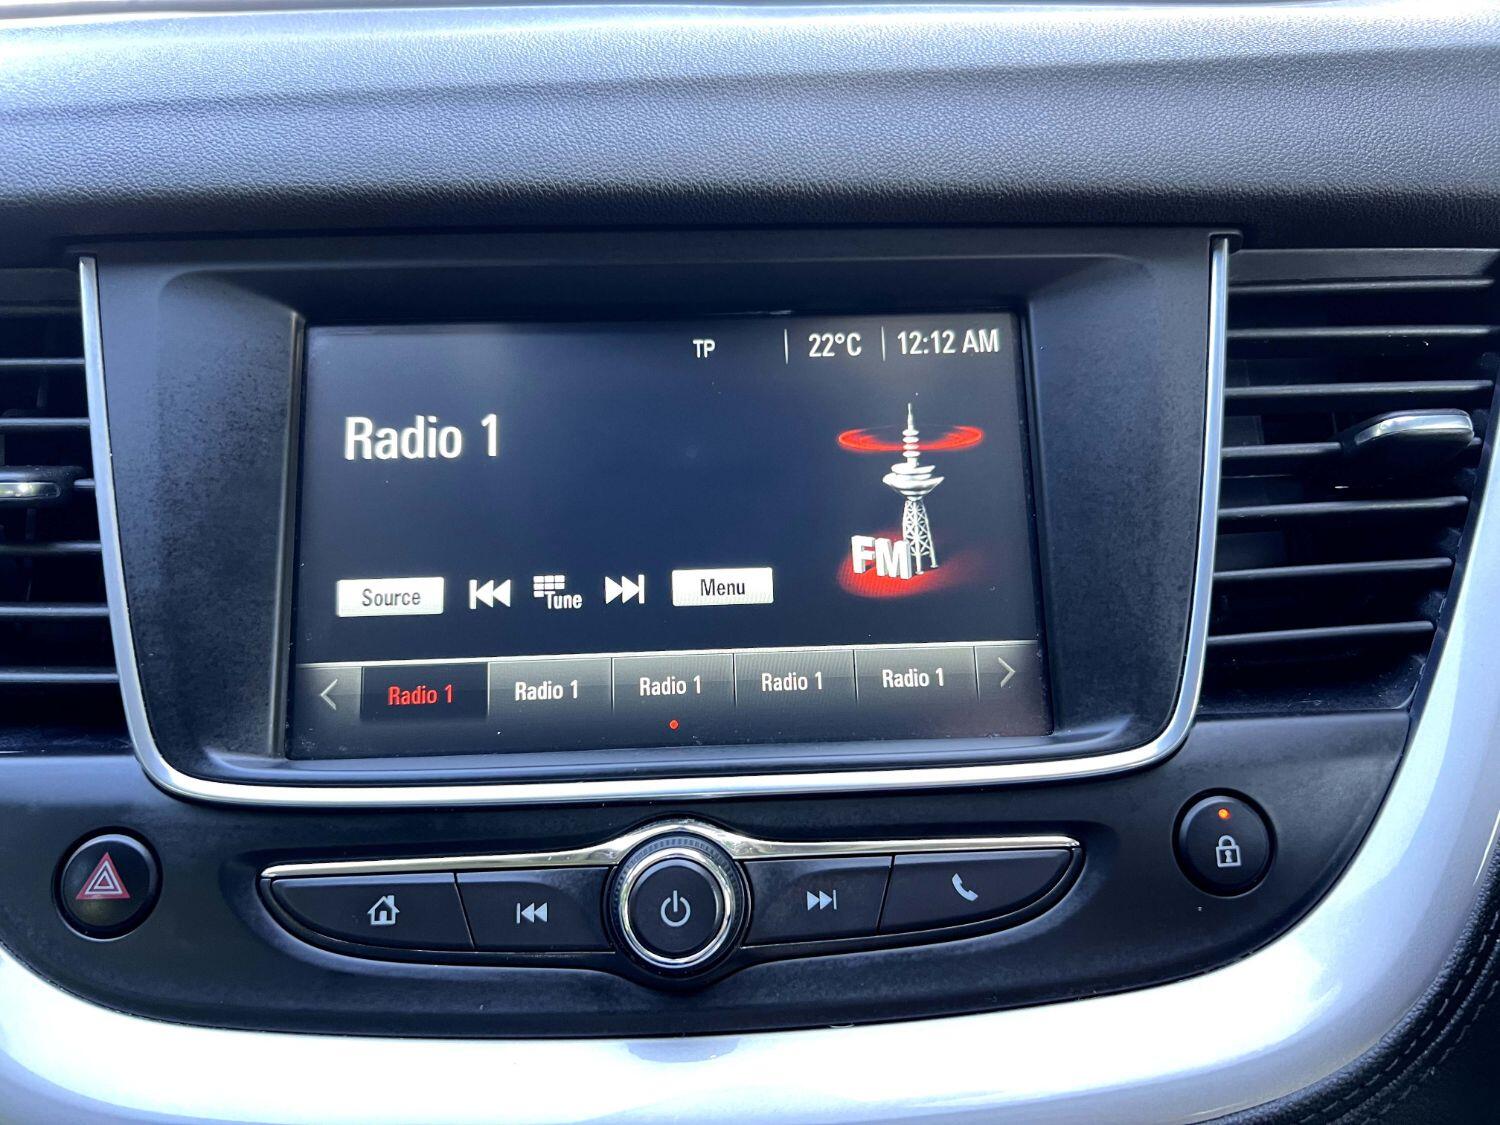 TP 22°C 12:12 AM
Radio 1
FM
Source Tune Menu
Radio 1 Radio 1 Radio 1 Radio 1 Radio 1